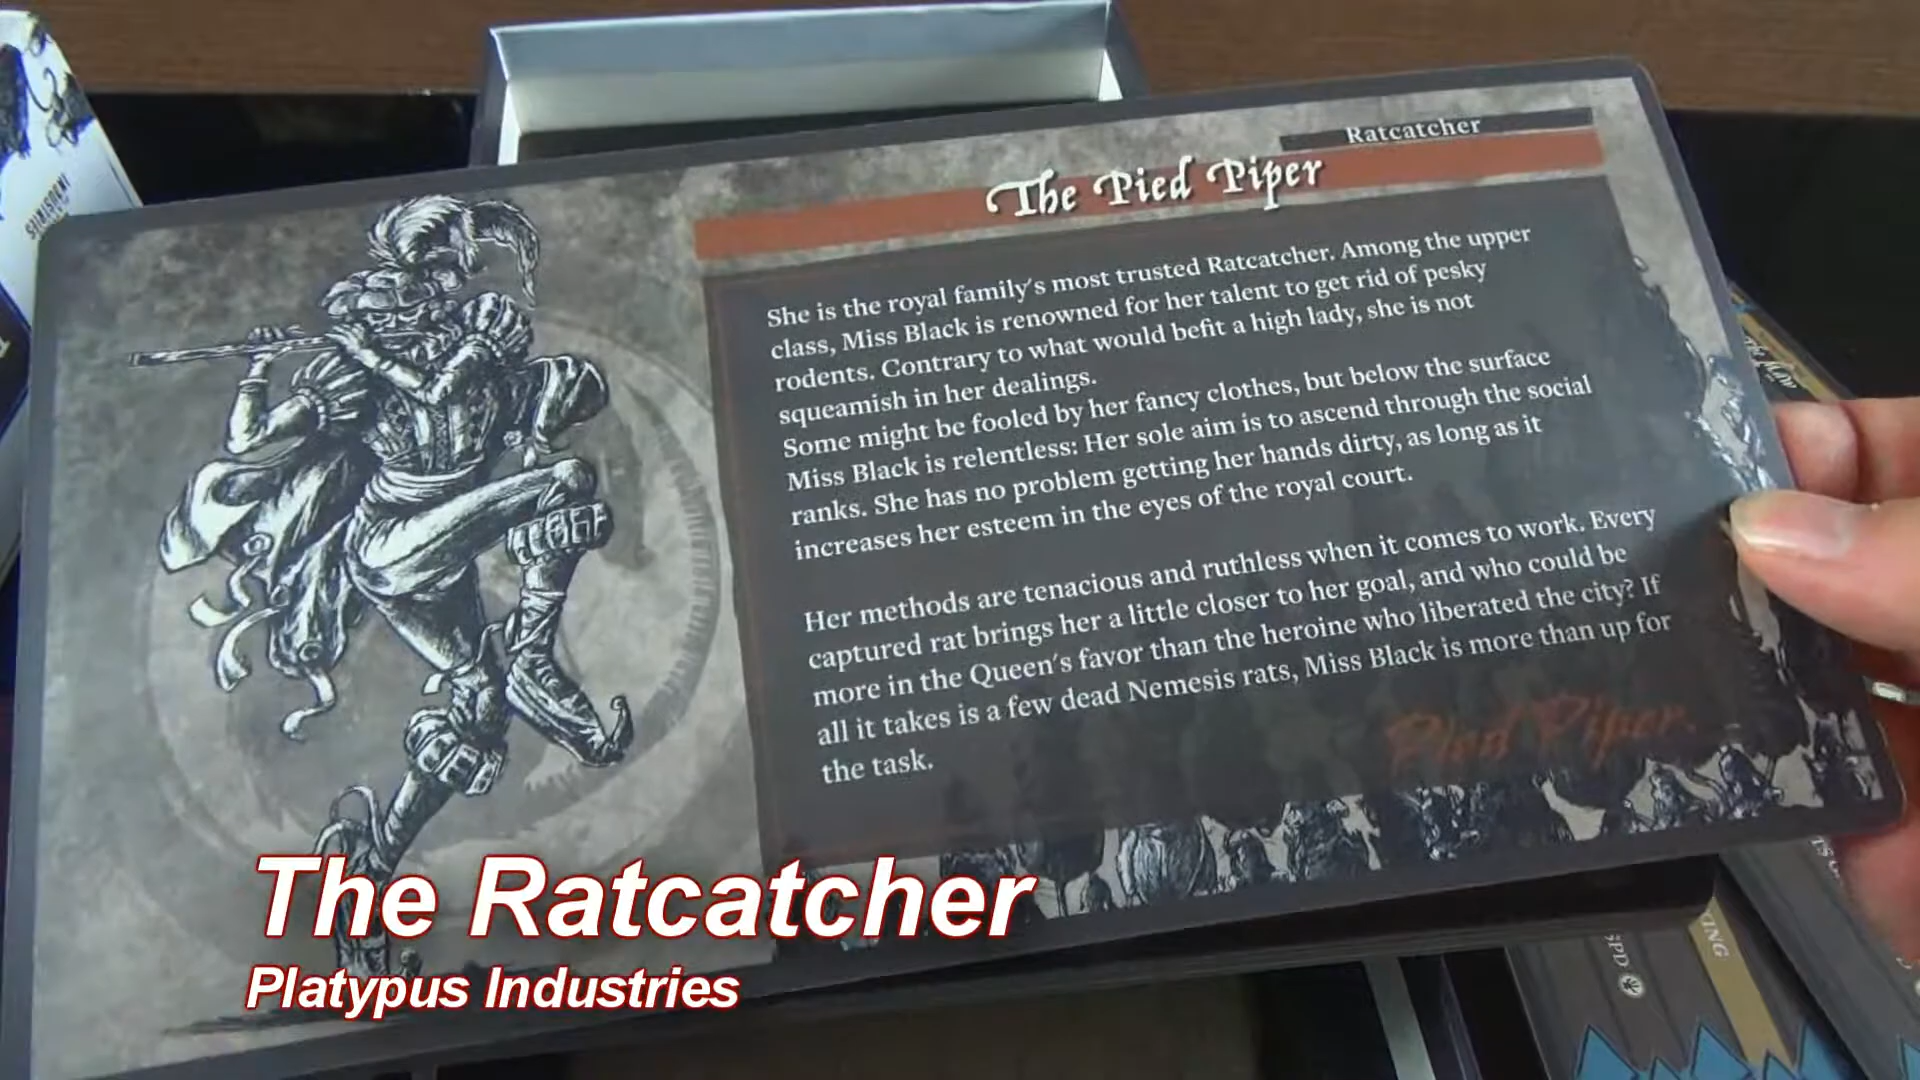 Ratcatcher
The Pied Piper
She is the royal family's most trusted Ratcatcher. Among the upper
class, Miss Black is renowned for her talent to get rid of pesky
rodents. Contrary to what would befit a high lady, she is not
squeamish in her dealings.
Some might be fooled by her fancy clothes, but below the surface
Miss Black is relentless: Her sole aim is to ascend through the social
ranks. She has no problem getting her hands dirty, as long as it
increases her esteem in the eyes of the royal court.
Her methods are tenacious and ruthless when it comes to work. Every
captured rat brings her a little closer to her goal, and who could be
more in the Queen's favor than the heroine who liberated the city? If
all it takes is a few dead Nemesis rats, Miss Black is more than up for
the task.
Pied Piper
The Ratcatcher
Platypus Industries